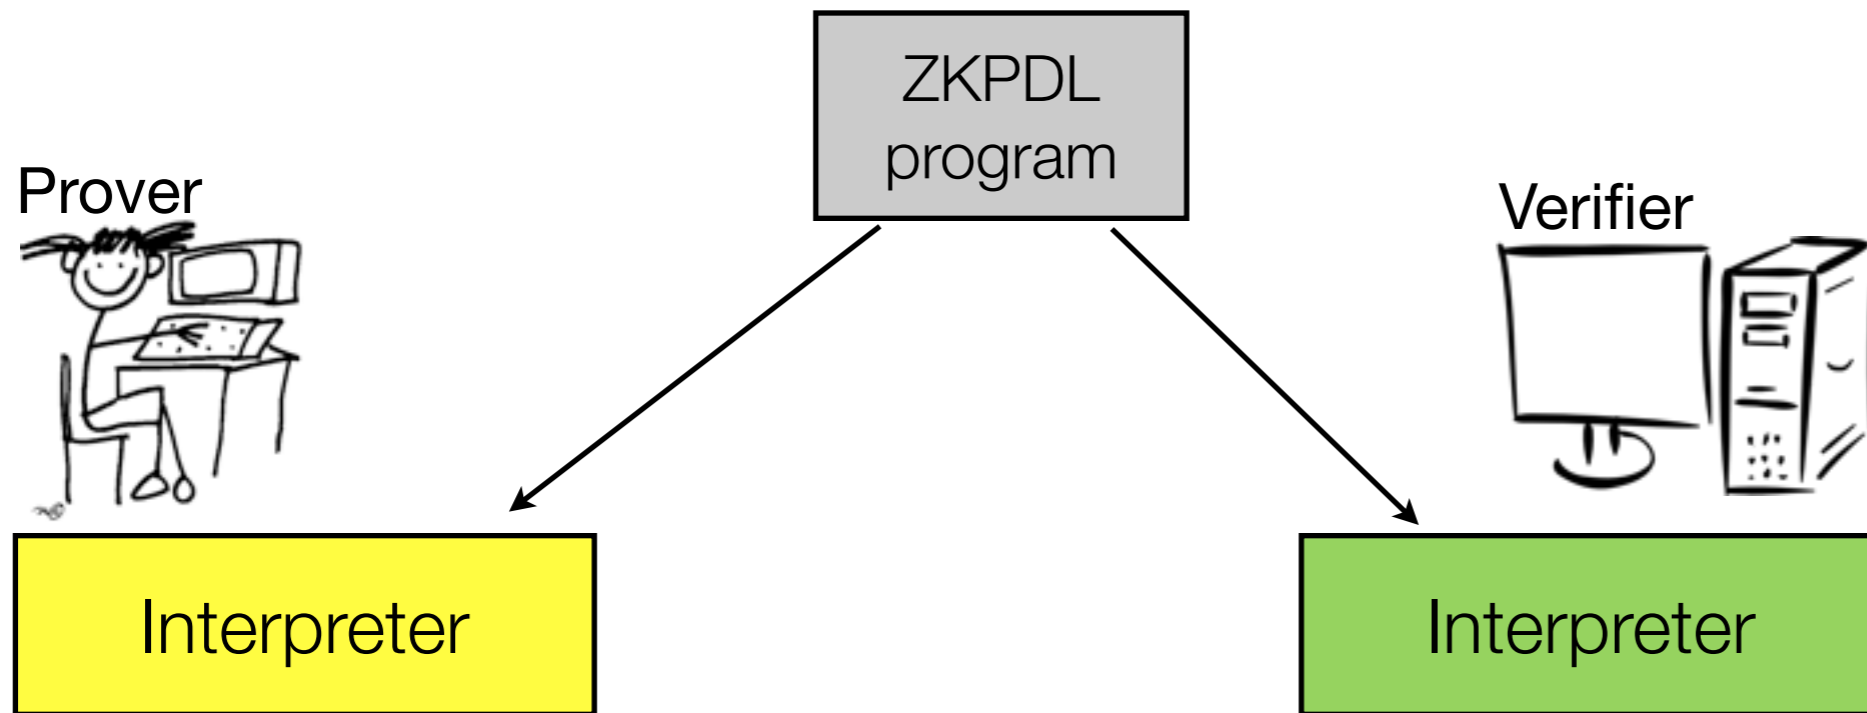 ZKPDL
program
Prover
Verifier
Interpreter
Interpreter